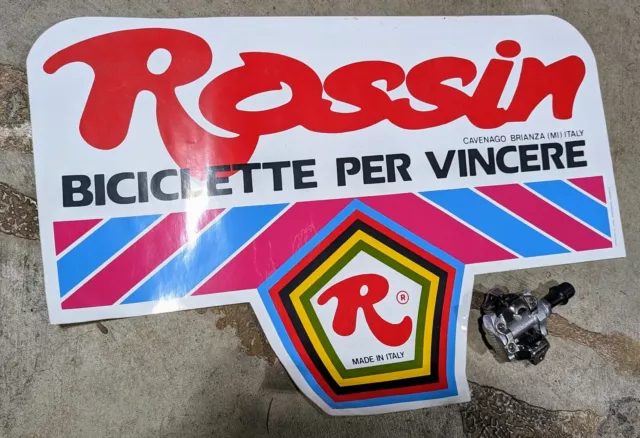 Rossin
CAVENAGO BRIANZA (MI) ITALY
BICICLETTE PER VINCERE
R ®
MADE IN ITALY